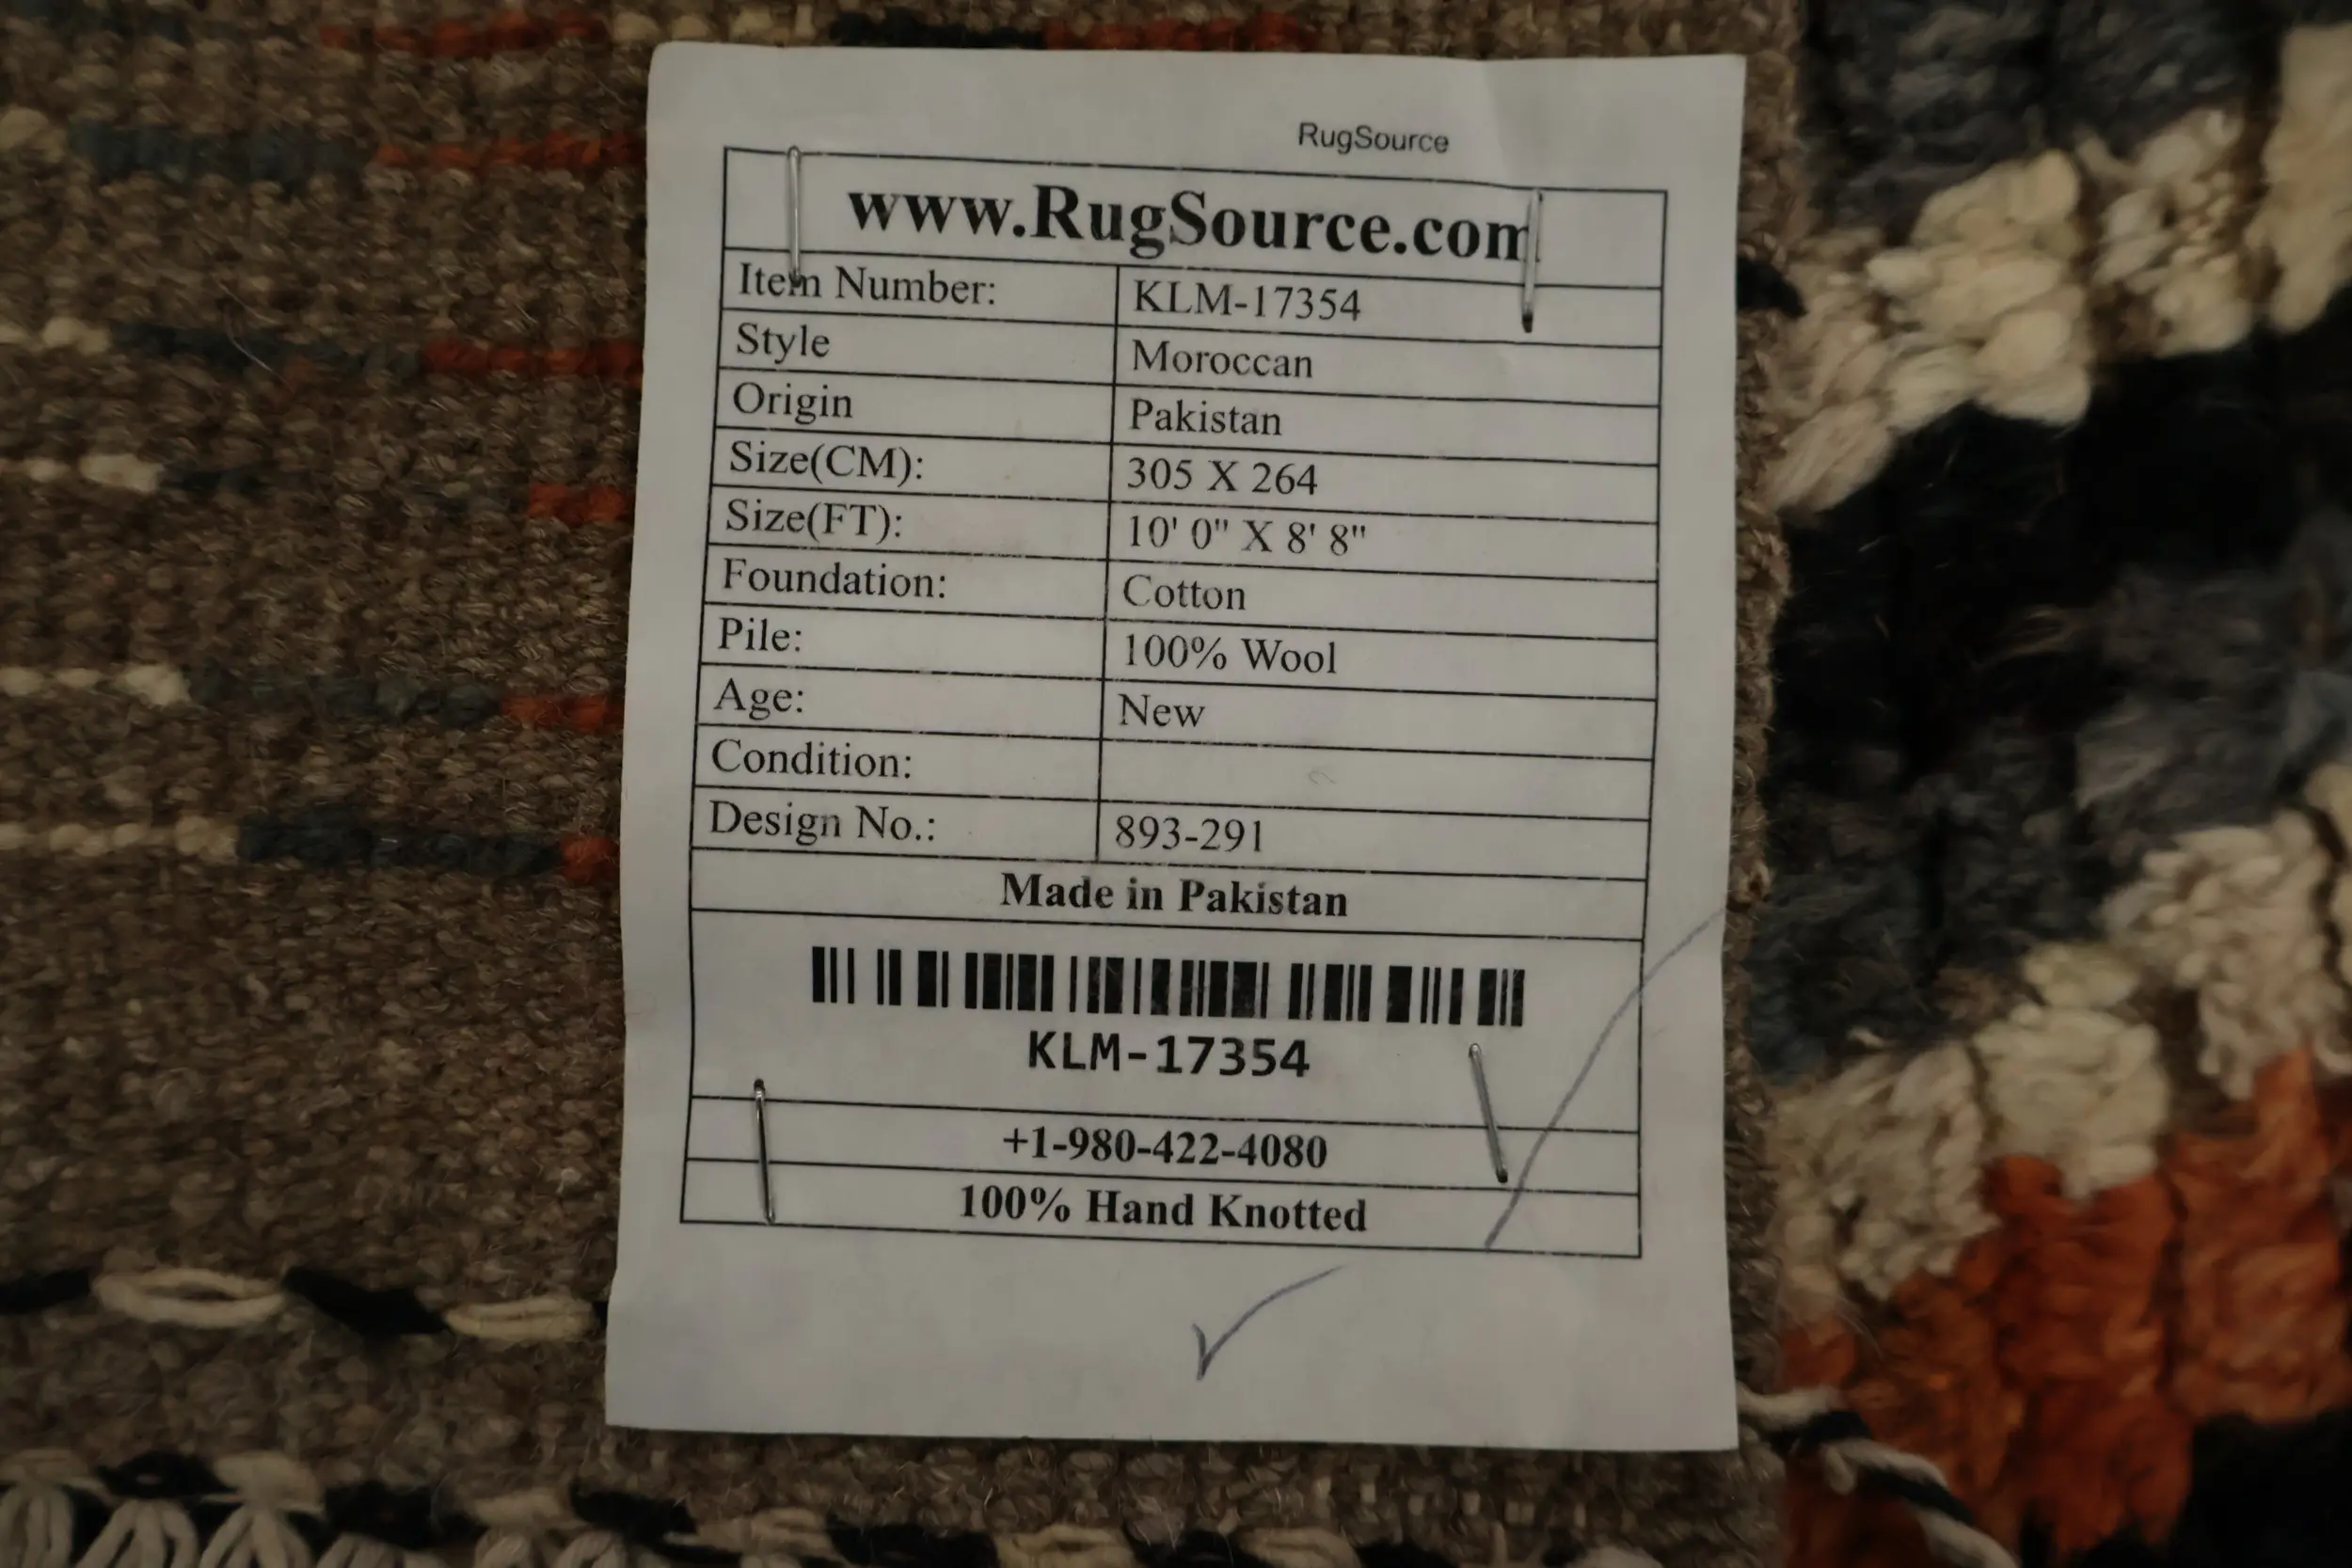 RugSource
www.RugSource.com
Item Number: KLM-17354
Style Moroccan
Origin Pakistan
Size(CM): 305 X 264
Size(FT): 10' 0" X 8' 8"
Foundation: Cotton
Pile: 100% Wool
Age: New
Condition:
Design No.: 893-291
Made in Pakistan
KLM-17354
+1-980-422-4080
100% Hand Knotted